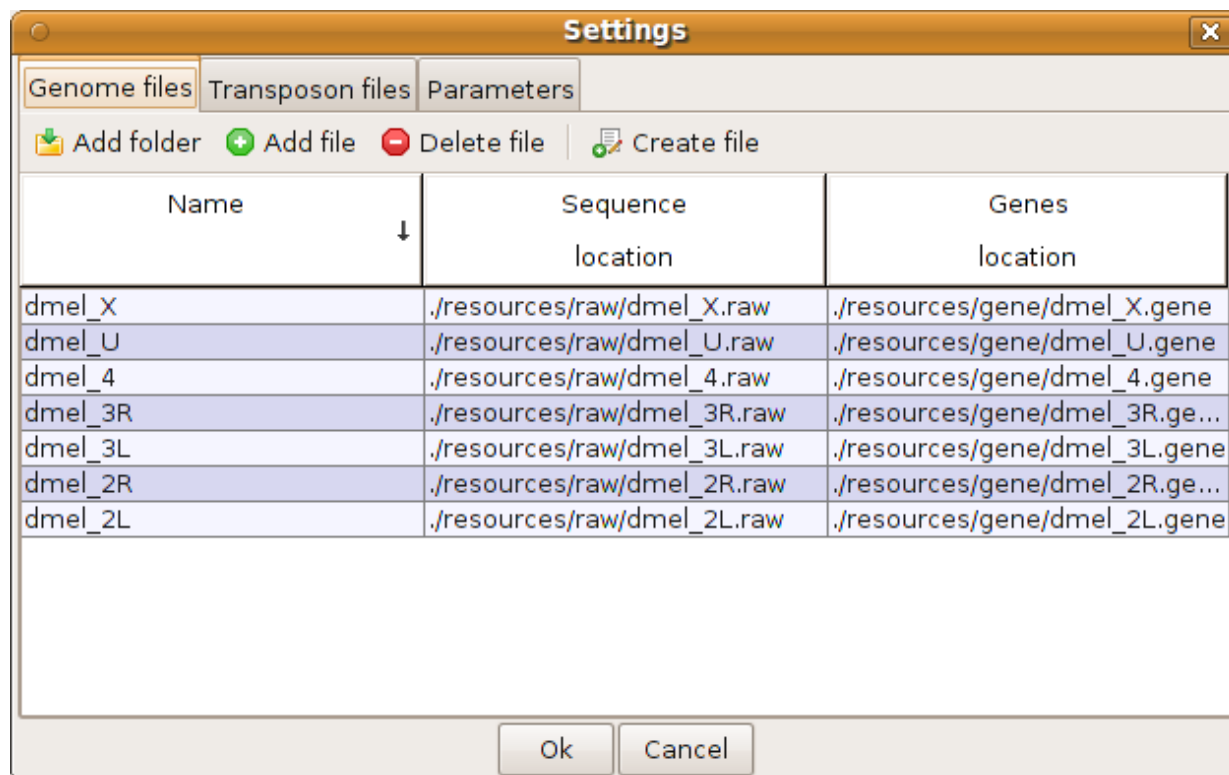 Settings
Genome files Transposon files Parameters
Add folder Add file Delete file Create file
Name Sequence location Genes location
dmel_X ./resources/raw/dmel_X.raw ./resources/gene/dmel_X.gene
dmel_U ./resources/raw/dmel_U.raw ./resources/gene/dmel_U.gene
dmel_4 ./resources/raw/dmel_4.raw ./resources/gene/dmel_4.gene
dmel_3R ./resources/raw/dmel_3R.raw ./resources/gene/dmel_3R.ge...
dmel_3L ./resources/raw/dmel_3L.raw ./resources/gene/dmel_3L.gene
dmel_2R ./resources/raw/dmel_2R.raw ./resources/gene/dmel_2R.ge...
dmel_2L ./resources/raw/dmel_2L.raw ./resources/gene/dmel_2L.gene
Ok Cancel